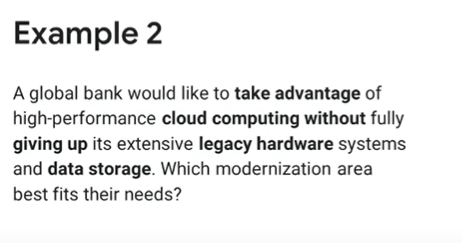 Example 2
A global bank would like to take advantage of
high-performance cloud computing without fully
giving up its extensive legacy hardware systems
and data storage. Which modernization area
best fits their needs?